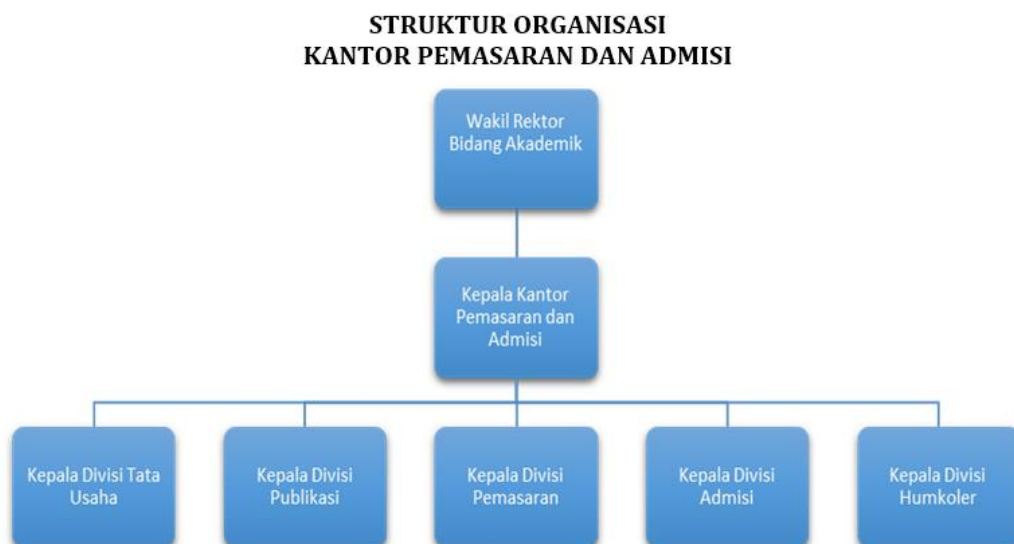 STRUKTUR ORGANISASI
KANTOR PEMASARAN DAN ADMISI
Wakil Rektor
Bidang Akademik
Kepala Kantor
Pemasaran dan
Admisi
Kepala Divisi Tata
Usaha
Kepala Divisi
Publikasi
Kepala Divisi
Pemasaran
Kepala Divisi
Admisi
Kepala Divisi
Humkoler